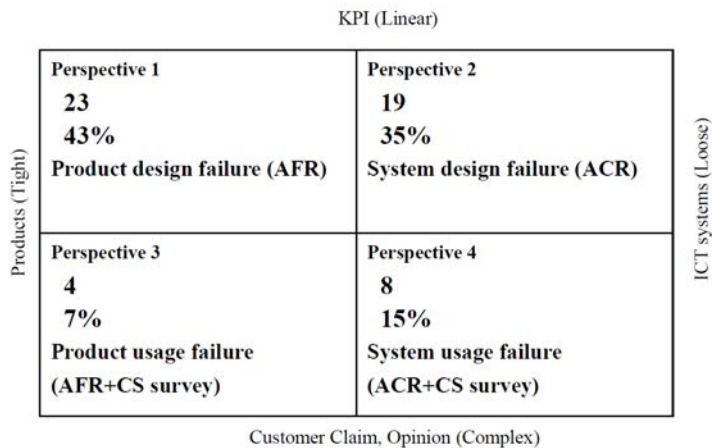 KPI (Linear)
Products (Tight)
Perspective 1
23
43%
Product design failure (AFR)
Perspective 2
19
35%
System design failure (ACR)
ICT systems (Loose)
Perspective 3
4
7%
Product usage failure
(AFR+CS survey)
Perspective 4
8
15%
System usage failure
(ACR+CS survey)
Customer Claim, Opinion (Complex)